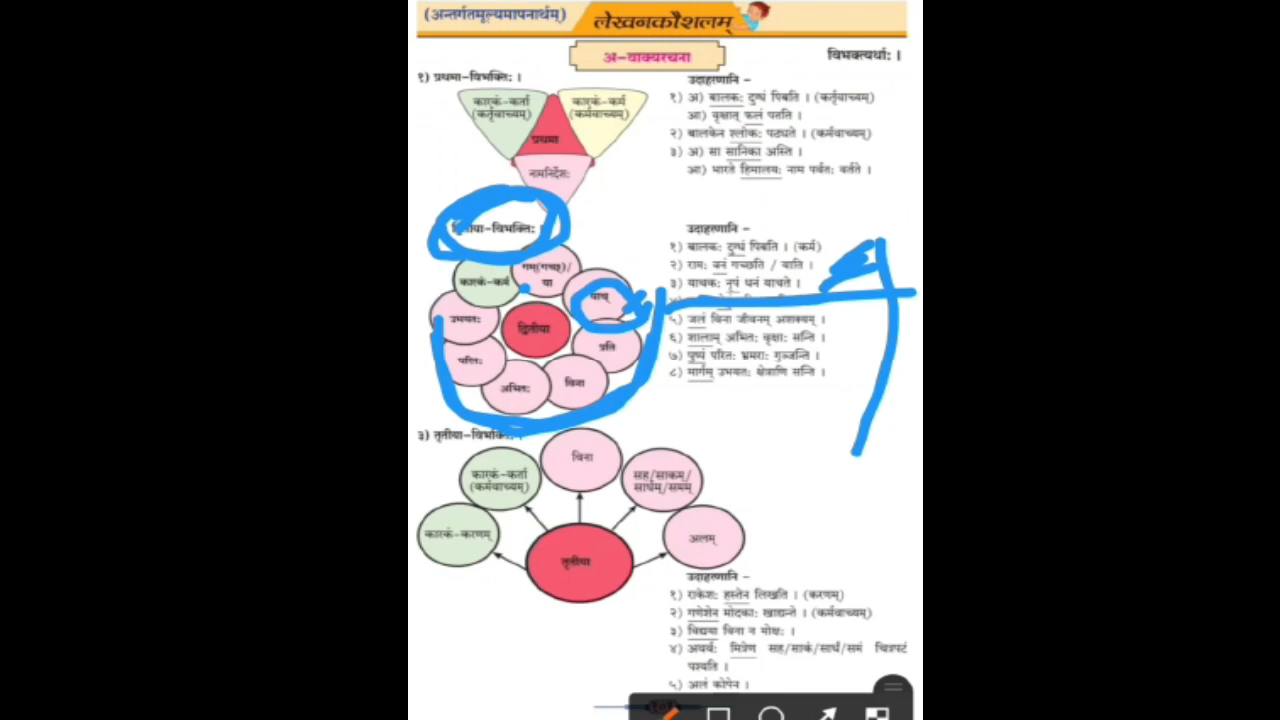 (अन्तर्गतमूल्यमापनार्थम्)
लेखनकौशलम्
अ-वाक्यरचना
विभक्त्यर्थाः ।
१) प्रथमा-विभक्तिः ।
कारकं-कर्ता
(कर्तृवाच्यम्)
कारकं-कर्म
(कर्मवाच्यम्)
प्रथमा
नामनिर्देशः
उदाहरणानि -
१) अ) बालकः दुग्धं पिबति । (कर्तृवाच्यम्)
आ) वृक्षात् फलं पतति ।
२) बालकेन श्लोकः पठ्यते । (कर्मवाच्यम्)
३) अ) सा सानिका अस्ति ।
आ) भारते हिमालयः नाम पर्वतः वर्तते ।
द्वितीया-विभक्तिः ।
कारकं-कर्म
गम्(गच्छ्)/
या
याच्
प्रति
विना
अभितः
परितः
उभयतः
द्वितीया
उदाहरणानि -
१) बालकः दुग्धं पिबति । (कर्म)
२) रामः वनं गच्छति / याति ।
३) याचकः नृपं धनं याचते ।
४)
५) जलं विना जीवनम् अशक्यम् ।
६) शालाम् अभितः वृक्षाः सन्ति ।
७) पुष्पं परितः भ्रमराः गुञ्जन्ति ।
८) मार्गम् उभयतः क्षेत्राणि सन्ति ।
३) तृतीया-विभक्तिः ।
कारकं-करणम्
कारकं-कर्ता
(कर्मवाच्यम्)
विना
सह/साकम्/
सार्धम्/समम्
अलम्
तृतीया
उदाहरणानि -
१) राकेशः हस्तेन लिखति । (करणम्)
२) गणेशेन मोदकाः खाद्यन्ते । (कर्मवाच्यम्)
३) विद्यया विना न मोक्षः ।
४) अथर्वः मित्रेण सह/साकं/सार्धं/समं चित्रपटं
पश्यति ।
५) अलं कोपेन ।